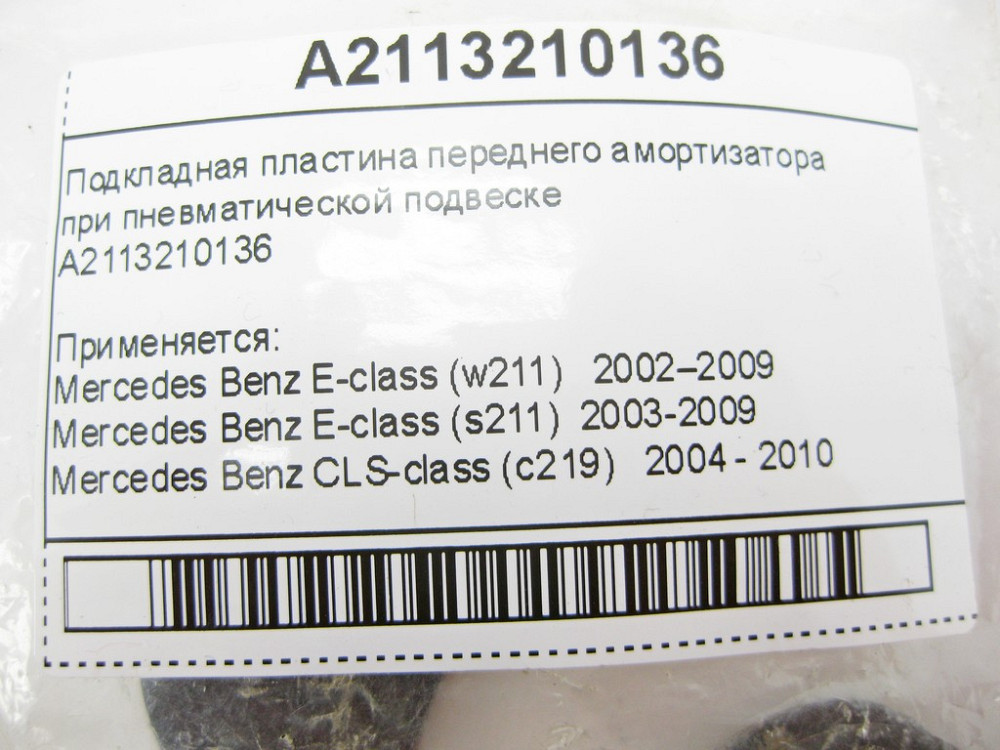 A2113210136
Подкладная пластина переднего амортизатора
при пневматической подвеске
A2113210136
Применяется:
Mercedes Benz E-class (w211) 2002–2009
Mercedes Benz E-class (s211) 2003-2009
Mercedes Benz CLS-class (c219) 2004 - 2010